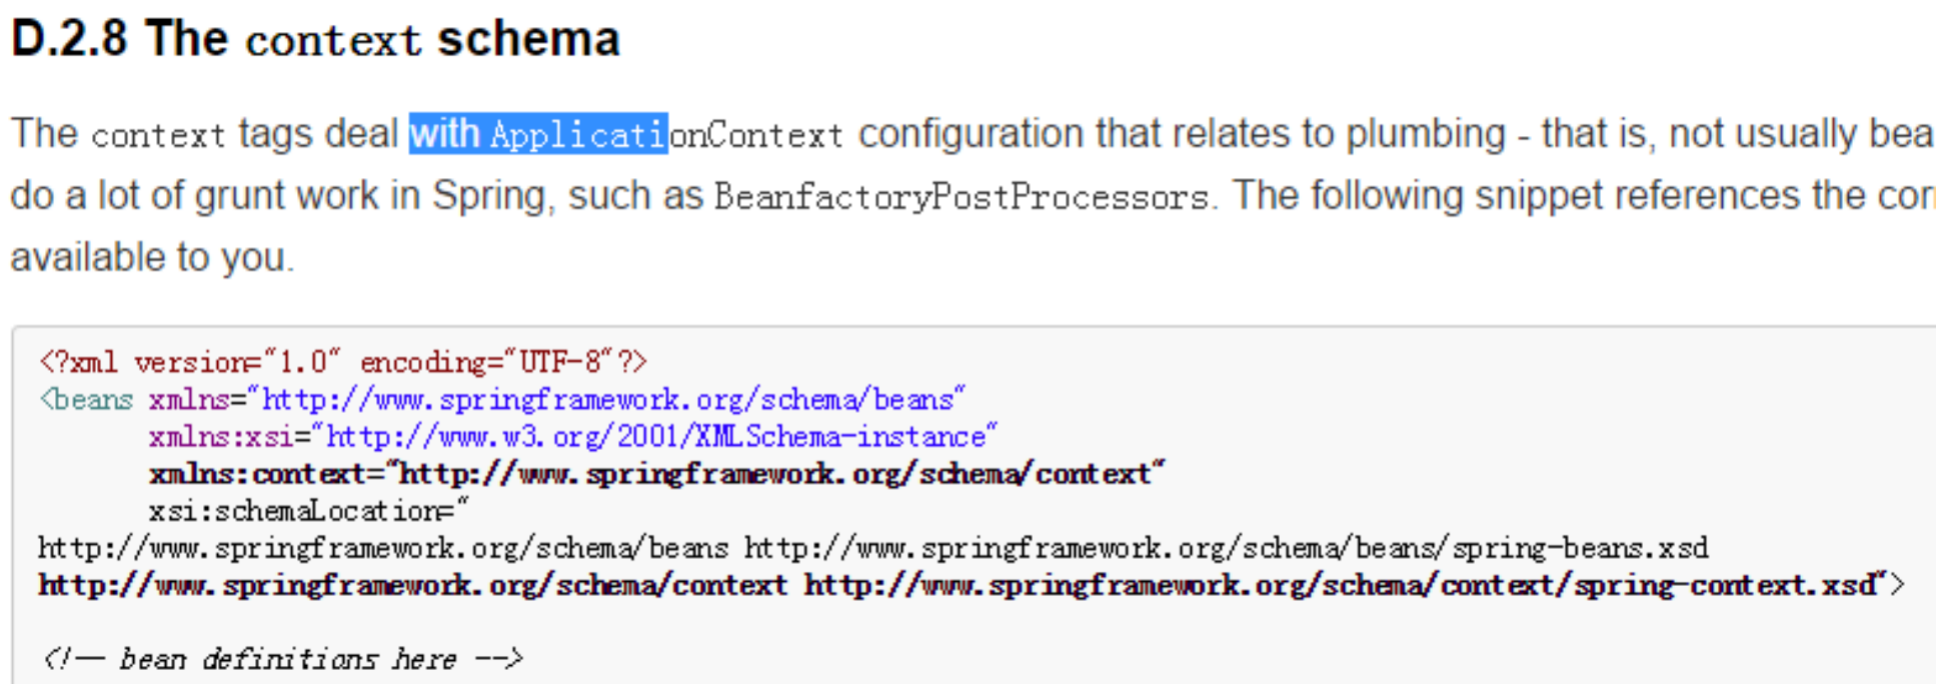 D.2.8 The context schema
The context tags deal with ApplicationContext configuration that relates to plumbing - that is, not usually bea
do a lot of grunt work in Spring, such as BeanfactoryPostProcessors. The following snippet references the cor
available to you.
<?xml version="1.0" encoding="UTF-8"?>
<beans xmlns="http://www.springframework.org/schema/beans"
xmlns:xsi="http://www.w3.org/2001/XMLSchema-instance"
xmlns:context="http://www.springframework.org/schema/context"
xsi:schemaLocation="
http://www.springframework.org/schema/beans http://www.springframework.org/schema/beans/spring-beans.xsd
http://www.springframework.org/schema/context http://www.springframework.org/schema/context/spring-context.xsd">
<!-- bean definitions here -->